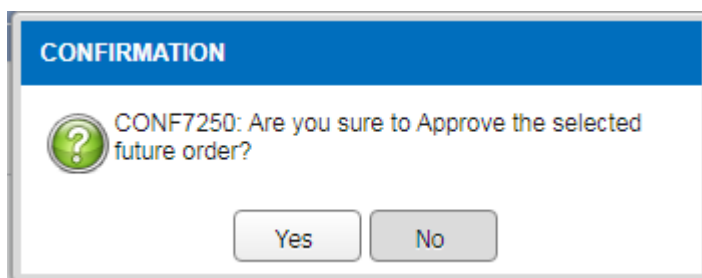 CONFIRMATION
CONF7250: Are you sure to Approve the selected
future order?
Yes
No